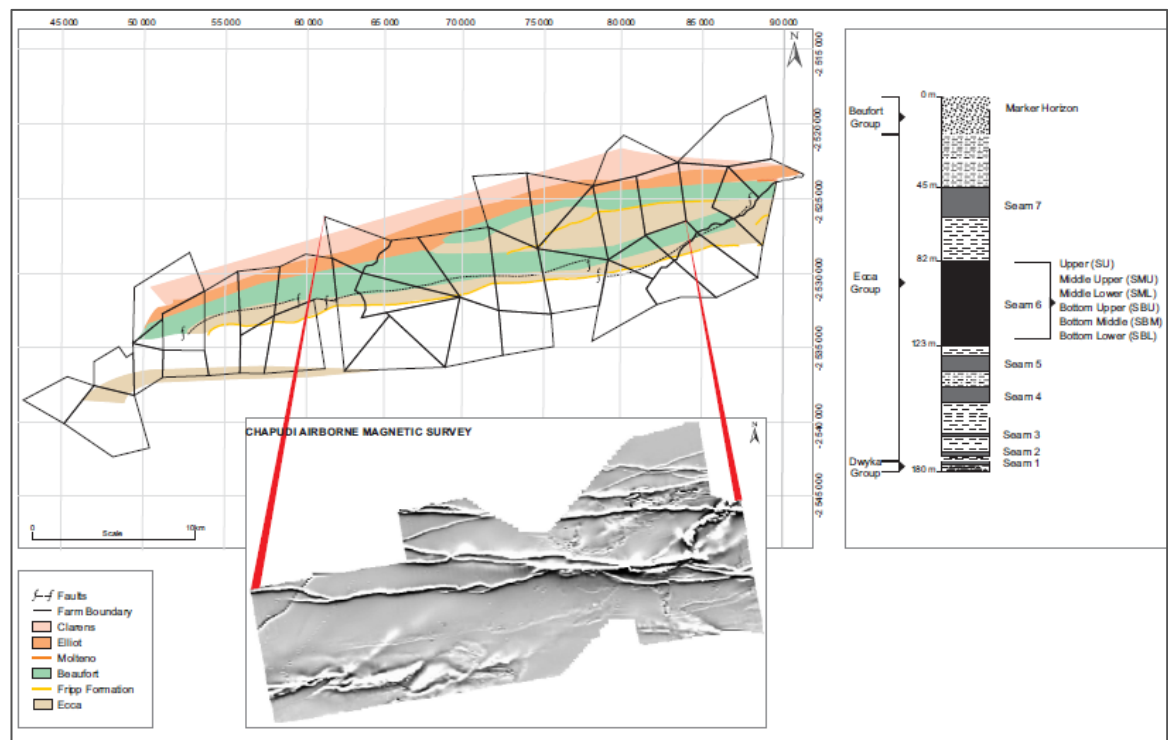 45 000 50 000 60 000 65 000 70 000 75 000 80 000 85 000 90 000
N
-2 515 000
-2 520 000
-2 525 000
-2 530 000
-2 535 000
-2 540 000
-2 545 000
0 10km
Scale
CHAPUDI AIRBORNE MAGNETIC SURVEY
N
Faults
Farm Boundary
Clarens
Elliot
Molteno
Beaufort
Fripp Formation
Ecca
Beufort
Group
Ecca
Group
Dwyka
Group
0 m
45 m
82 m
123 m
180 m
Marker Horizon
Seam 7
Seam 6
Upper (SU)
Middle Upper (SMU)
Middle Lower (SML)
Bottom Upper (SBU)
Bottom Middle (SBM)
Bottom Lower (SBL)
Seam 5
Seam 4
Seam 3
Seam 2
Seam 1